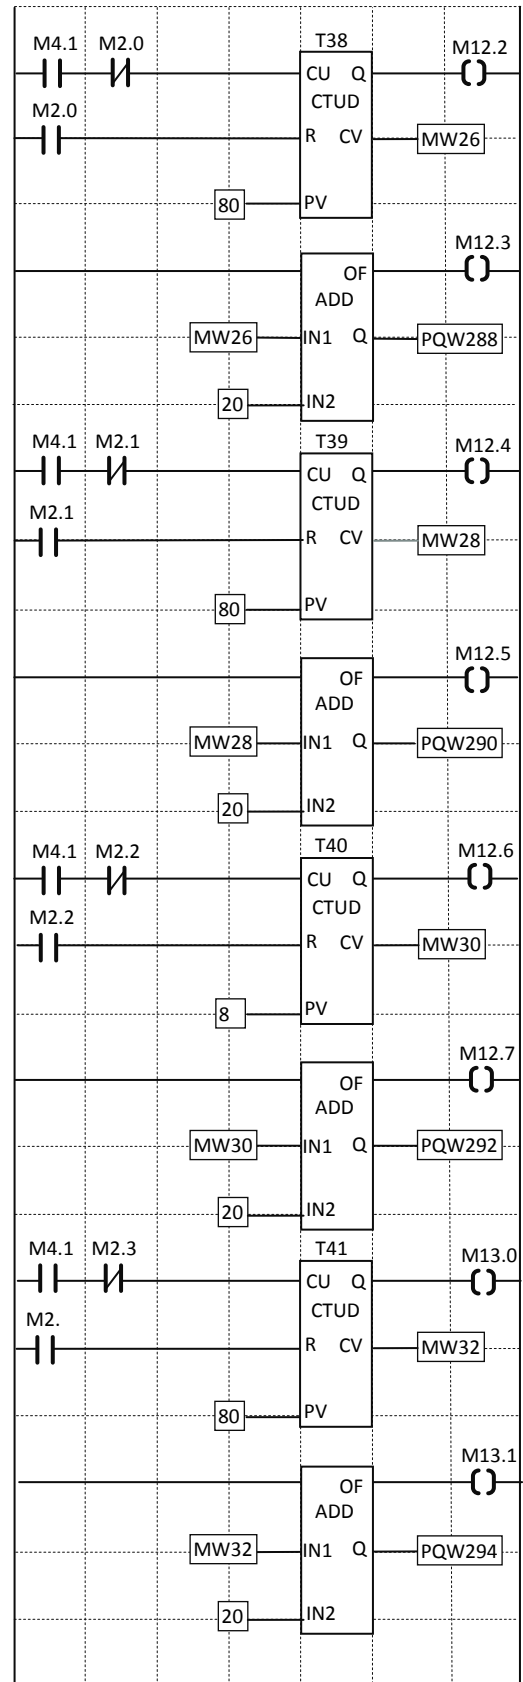 T38
M4.1 M2.0 M12.2
CU Q
CTUD
M2.0
R CV MW26
80 PV
M12.3
OF
ADD
MW26 IN1 Q PQW288
20 IN2
M4.1 M2.1 T39 M12.4
CU Q
CTUD
M2.1
R CV MW28
80 PV
M12.5
OF
ADD
MW28 IN1 Q PQW290
20 IN2
M4.1 M2.2 T40 M12.6
CU Q
CTUD
M2.2
R CV MW30
8 PV
M12.7
OF
ADD
MW30 IN1 Q PQW292
20 IN2
M4.1 M2.3 T41 M13.0
CU Q
CTUD
M2.
R CV MW32
80 PV
M13.1
OF
ADD
MW32 IN1 Q PQW294
20 IN2